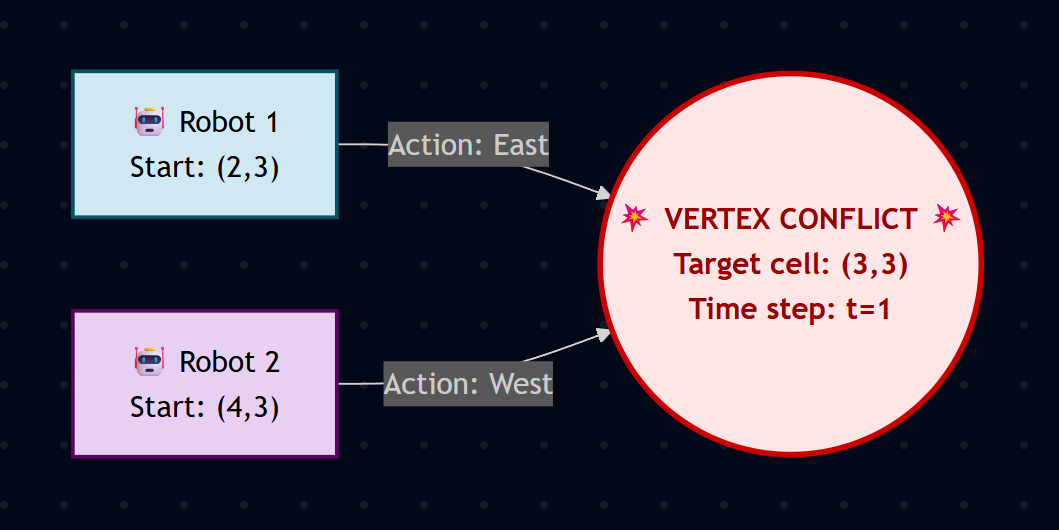 🤖 Robot 1
Start: (2,3)
Action: East
🤖 Robot 2
Start: (4,3)
Action: West
💥 VERTEX CONFLICT 💥
Target cell: (3,3)
Time step: t=1